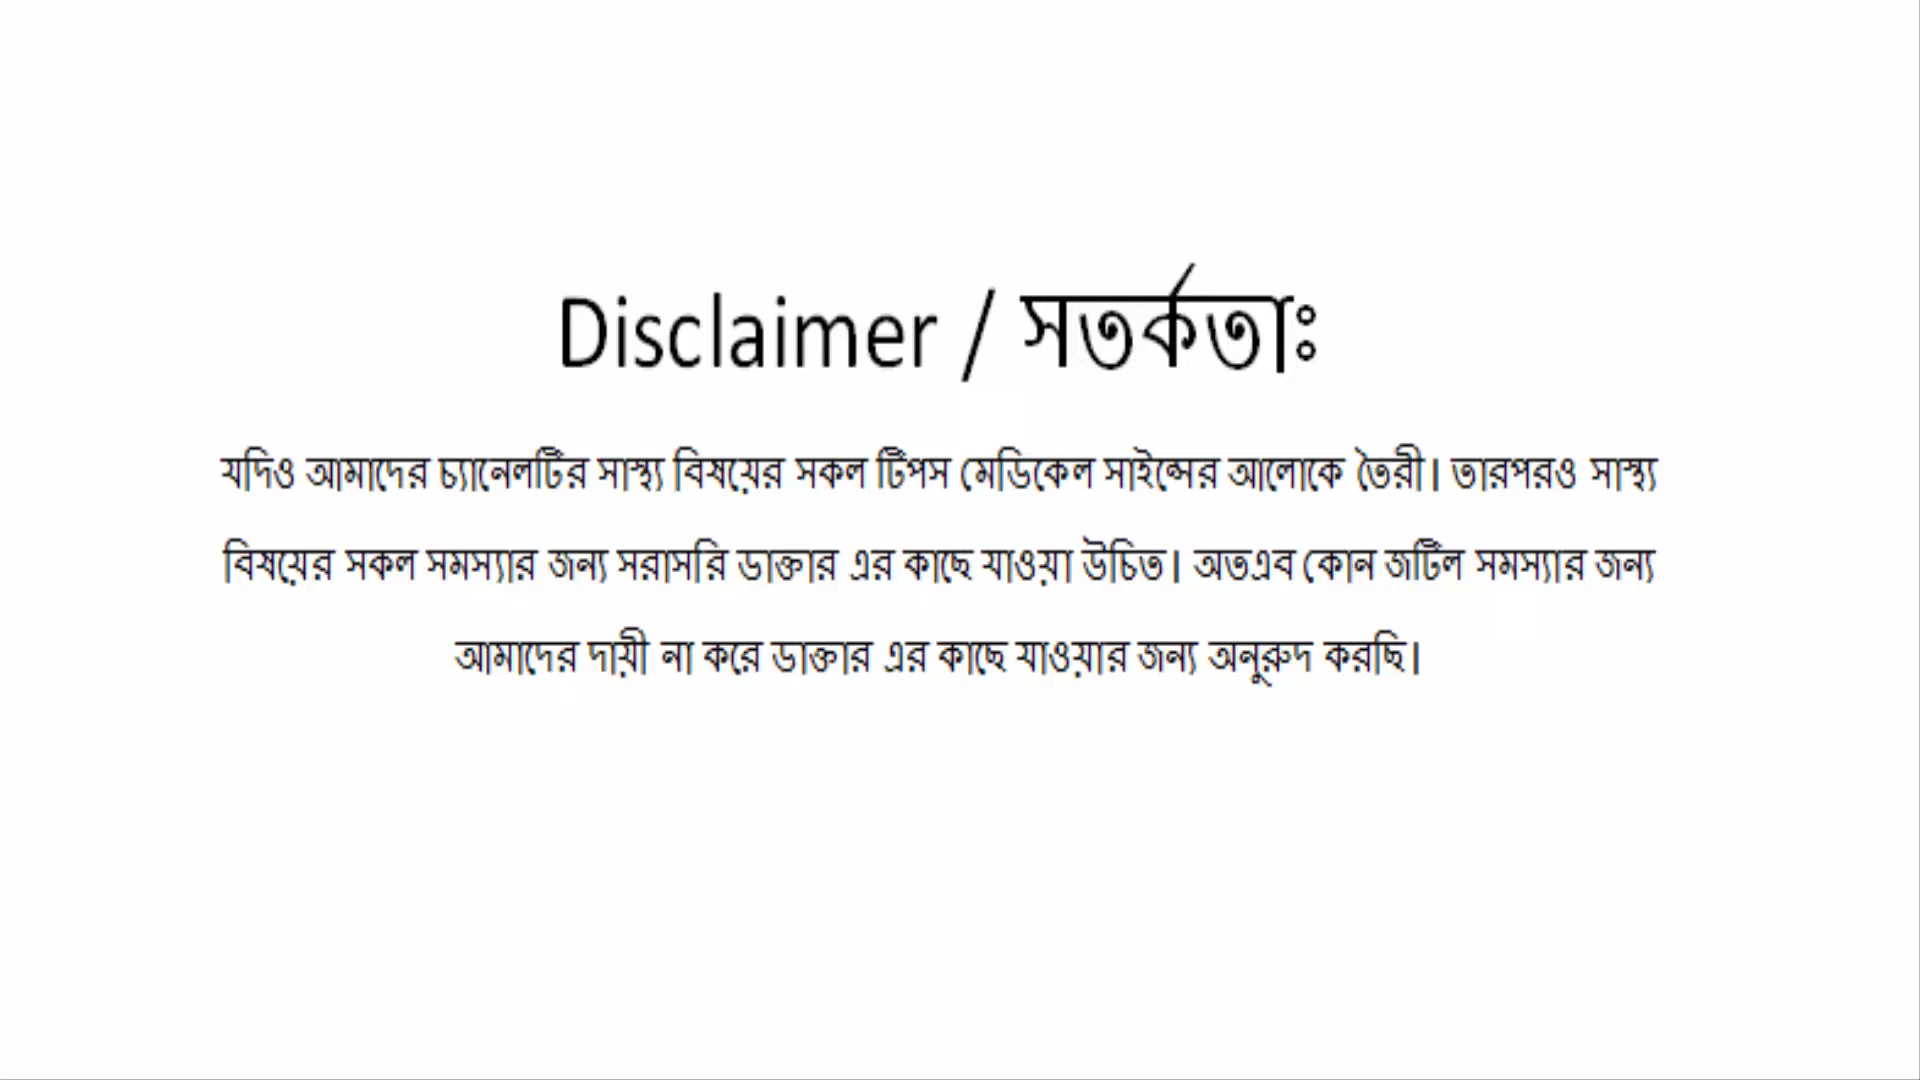 Disclaimer / সতর্কতাঃ
যদিও আমাদের চ্যানেলটির সাস্থ্য বিষয়ের সকল টিপস মেডিকেল সাইন্সের আলোকে তৈরী। তারপরও সাস্থ্য
বিষয়ের সকল সমস্যার জন্য সরাসরি ডাক্তার এর কাছে যাওয়া উচিত। অতএব কোন জটিল সমস্যার জন্য
আমাদের দায়ী না করে ডাক্তার এর কাছে যাওয়ার জন্য অনুরুদ করছি।